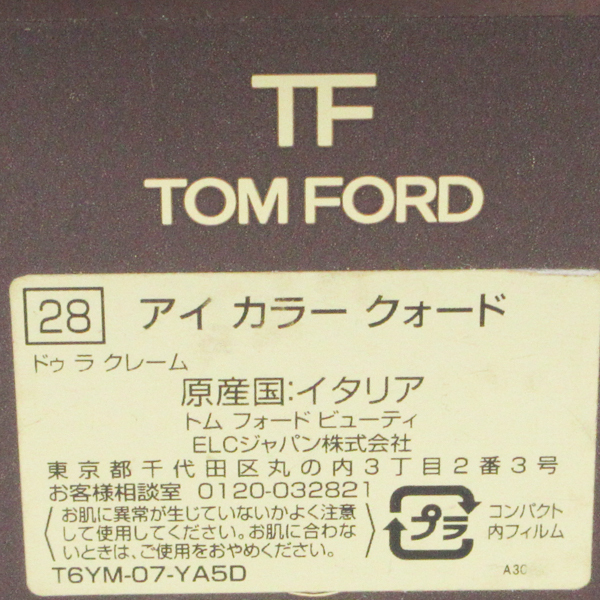 TF
TOM FORD
28 アイ カラー クォード
ドゥ ラ クレーム
原産国:イタリア
トム フォード ビューティ
ELCジャパン株式会社
東京都千代田区丸の内3丁目2番3号
お客様相談室 0120-032821
お肌に異常が生じていないかよく注意
して使用してください。お肌に合わな
いときは、ご使用をおやめください。
プラ
コンパクト
内フィルム
T6YM-07-YA5D
A30